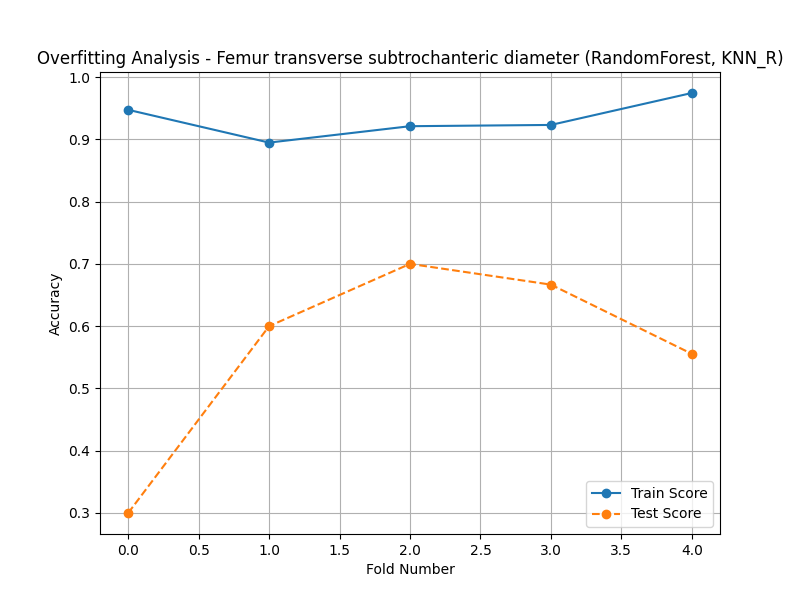 Overfitting Analysis - Femur transverse subtrochanteric diameter (RandomForest, KNN_R)
1.0
0.9
0.8
0.7
0.6
0.5
0.4
0.3
Accuracy
Train Score
Test Score
0.0 0.5 1.0 1.5 2.0 2.5 3.0 3.5 4.0
Fold Number